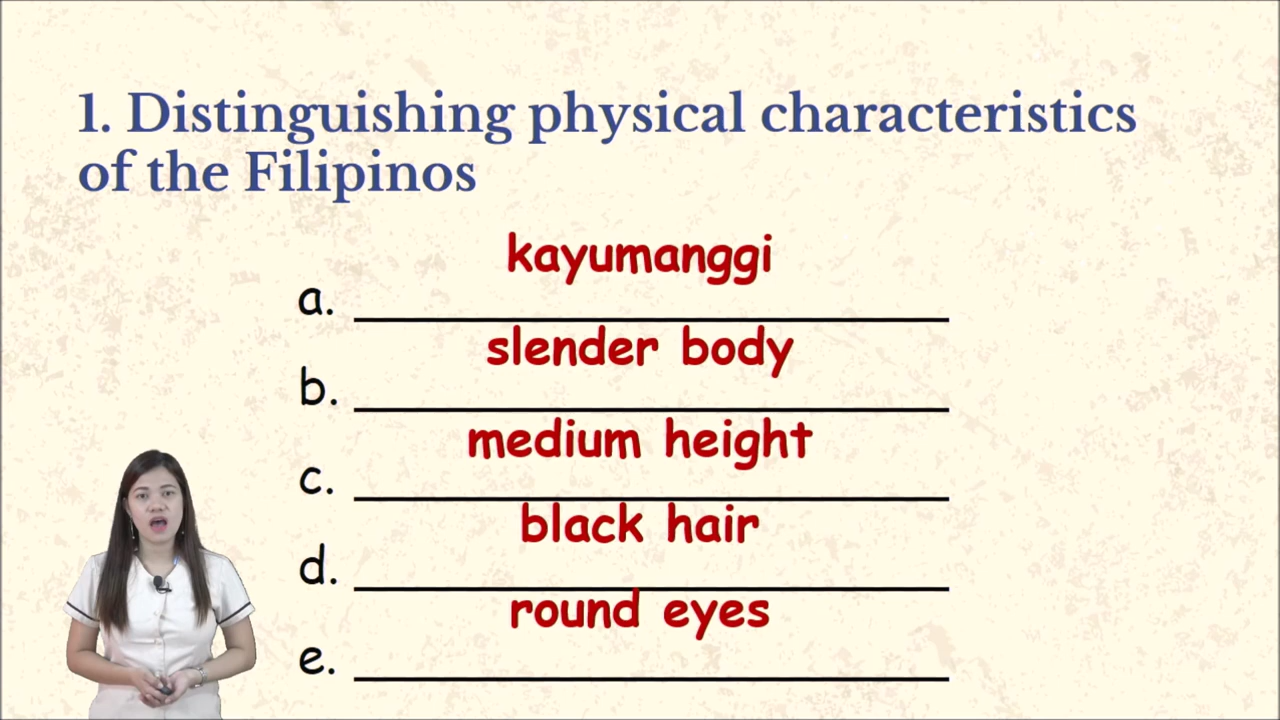 1. Distinguishing physical characteristics
of the Filipinos
a. kayumanggi
b. slender body
c. medium height
d. black hair
e. round eyes